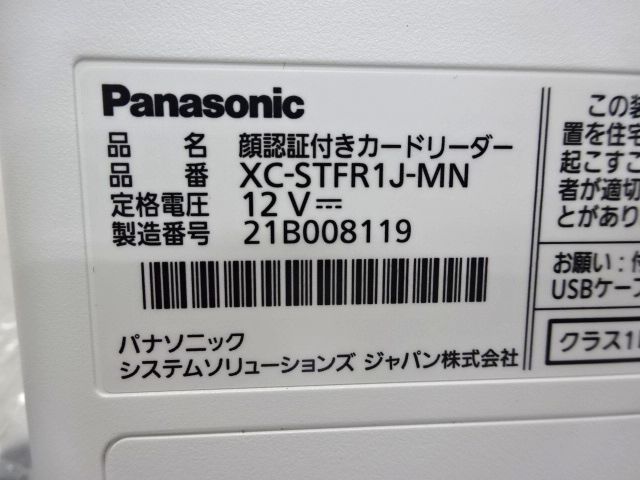 Panasonic
品 名 顔認証付きカードリーダー
品 番 XC-STFR1J-MN
定格電圧 12 V⎓
製造番号 21B008119
パナソニック
システムソリューションズ ジャパン株式会社
この装
置を住宅
起こすこ
者が適切
とがあり
お願い：付
USBケー
クラス1